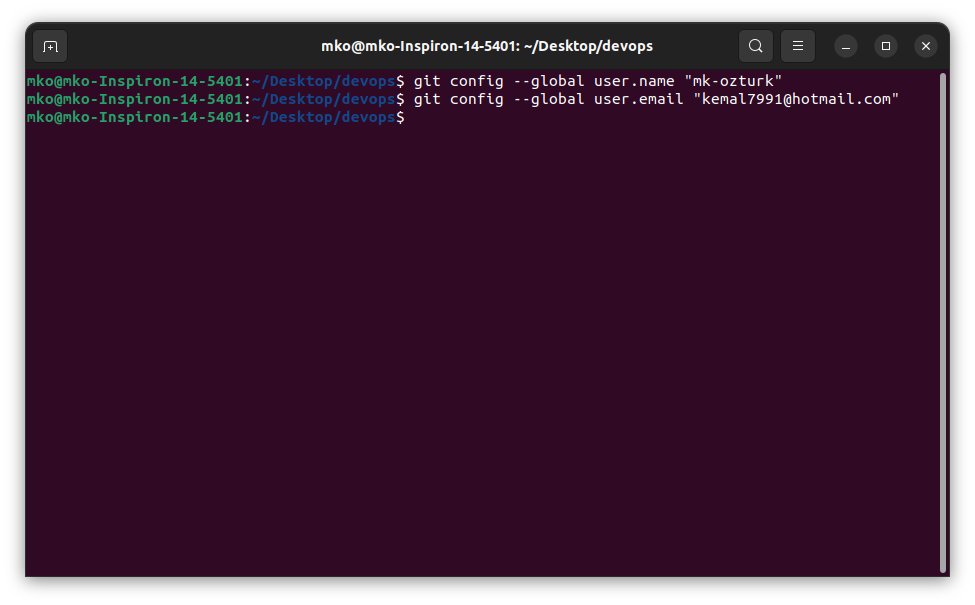 mko@mko-Inspiron-14-5401: ~/Desktop/devops
mko@mko-Inspiron-14-5401:~/Desktop/devops$ git config --global user.name "mk-ozturk"
mko@mko-Inspiron-14-5401:~/Desktop/devops$ git config --global user.email "kemal7991@hotmail.com"
mko@mko-Inspiron-14-5401:~/Desktop/devops$